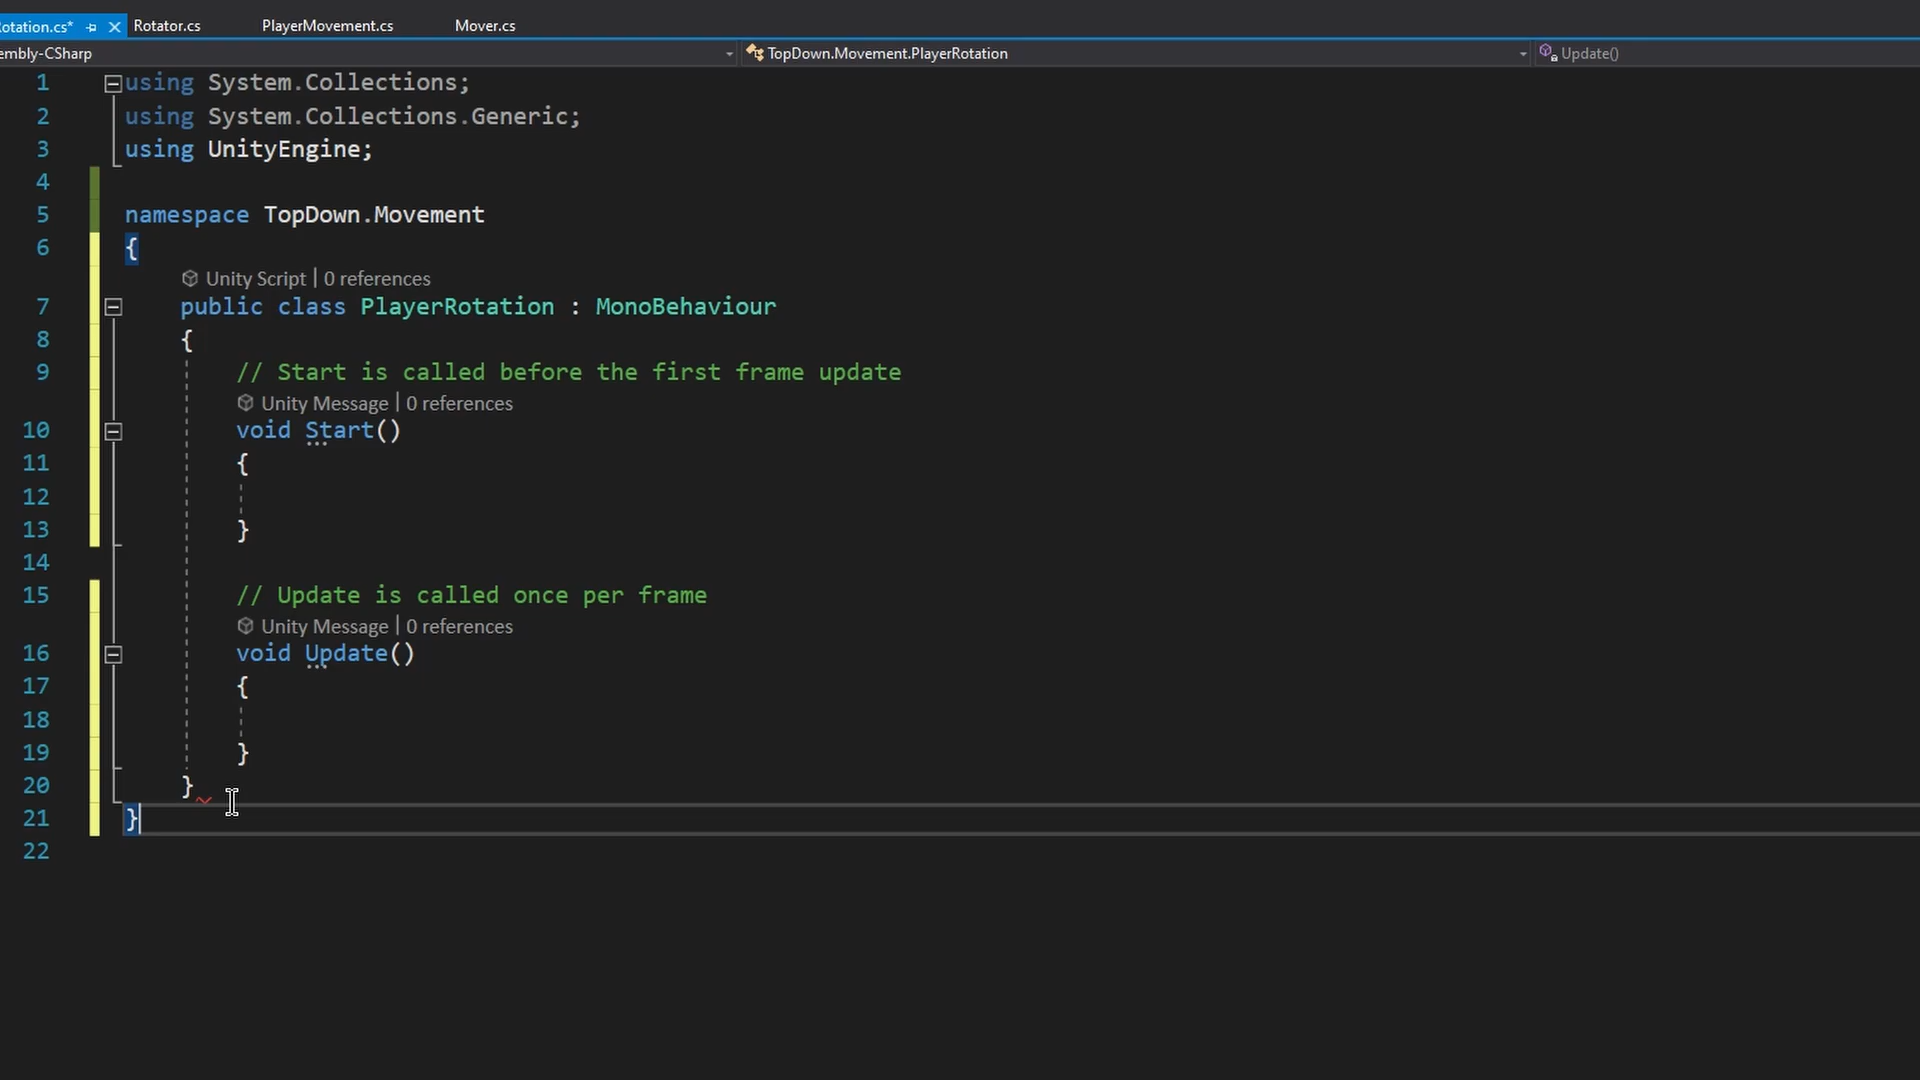 otation.cs* Rotator.cs PlayerMovement.cs Mover.cs
embly-CSharp TopDown.Movement.PlayerRotation Update()
1 using System.Collections;
2 using System.Collections.Generic;
3 using UnityEngine;
4
5 namespace TopDown.Movement
6 {
Unity Script | 0 references
7 public class PlayerRotation : MonoBehaviour
8 {
9 // Start is called before the first frame update
Unity Message | 0 references
10 void Start()
11 {
12
13 }
14
15 // Update is called once per frame
Unity Message | 0 references
16 void Update()
17 {
18
19 }
20 }
21 }
22